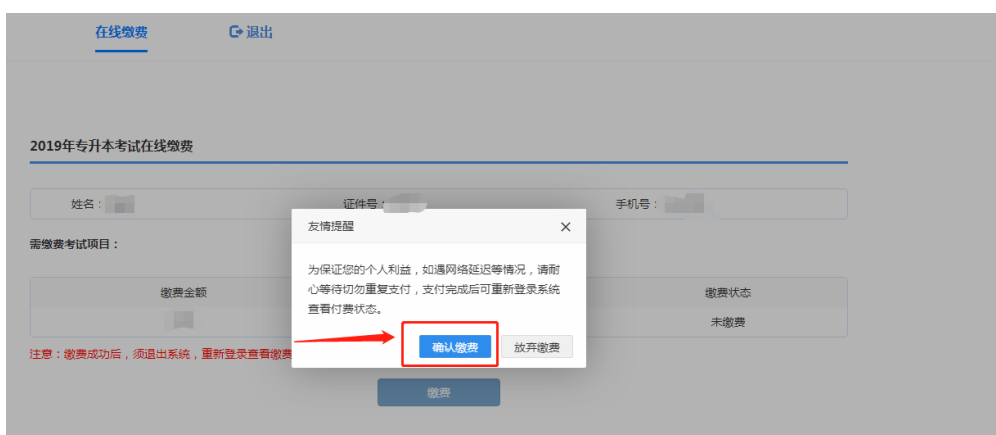 在线缴费 退出
2019年专升本考试在线缴费
姓名： 证件号： 手机号：
友情提醒
需缴费考试项目：
为保证您的个人利益，如遇网络延迟等情况，请耐
心等待切勿重复支付，支付完成后可重新登录系统
查看付费状态。
缴费金额 缴费状态
未缴费
确认缴费 放弃缴费
注意：缴费成功后，须退出系统，重新登录查看缴费
缴费